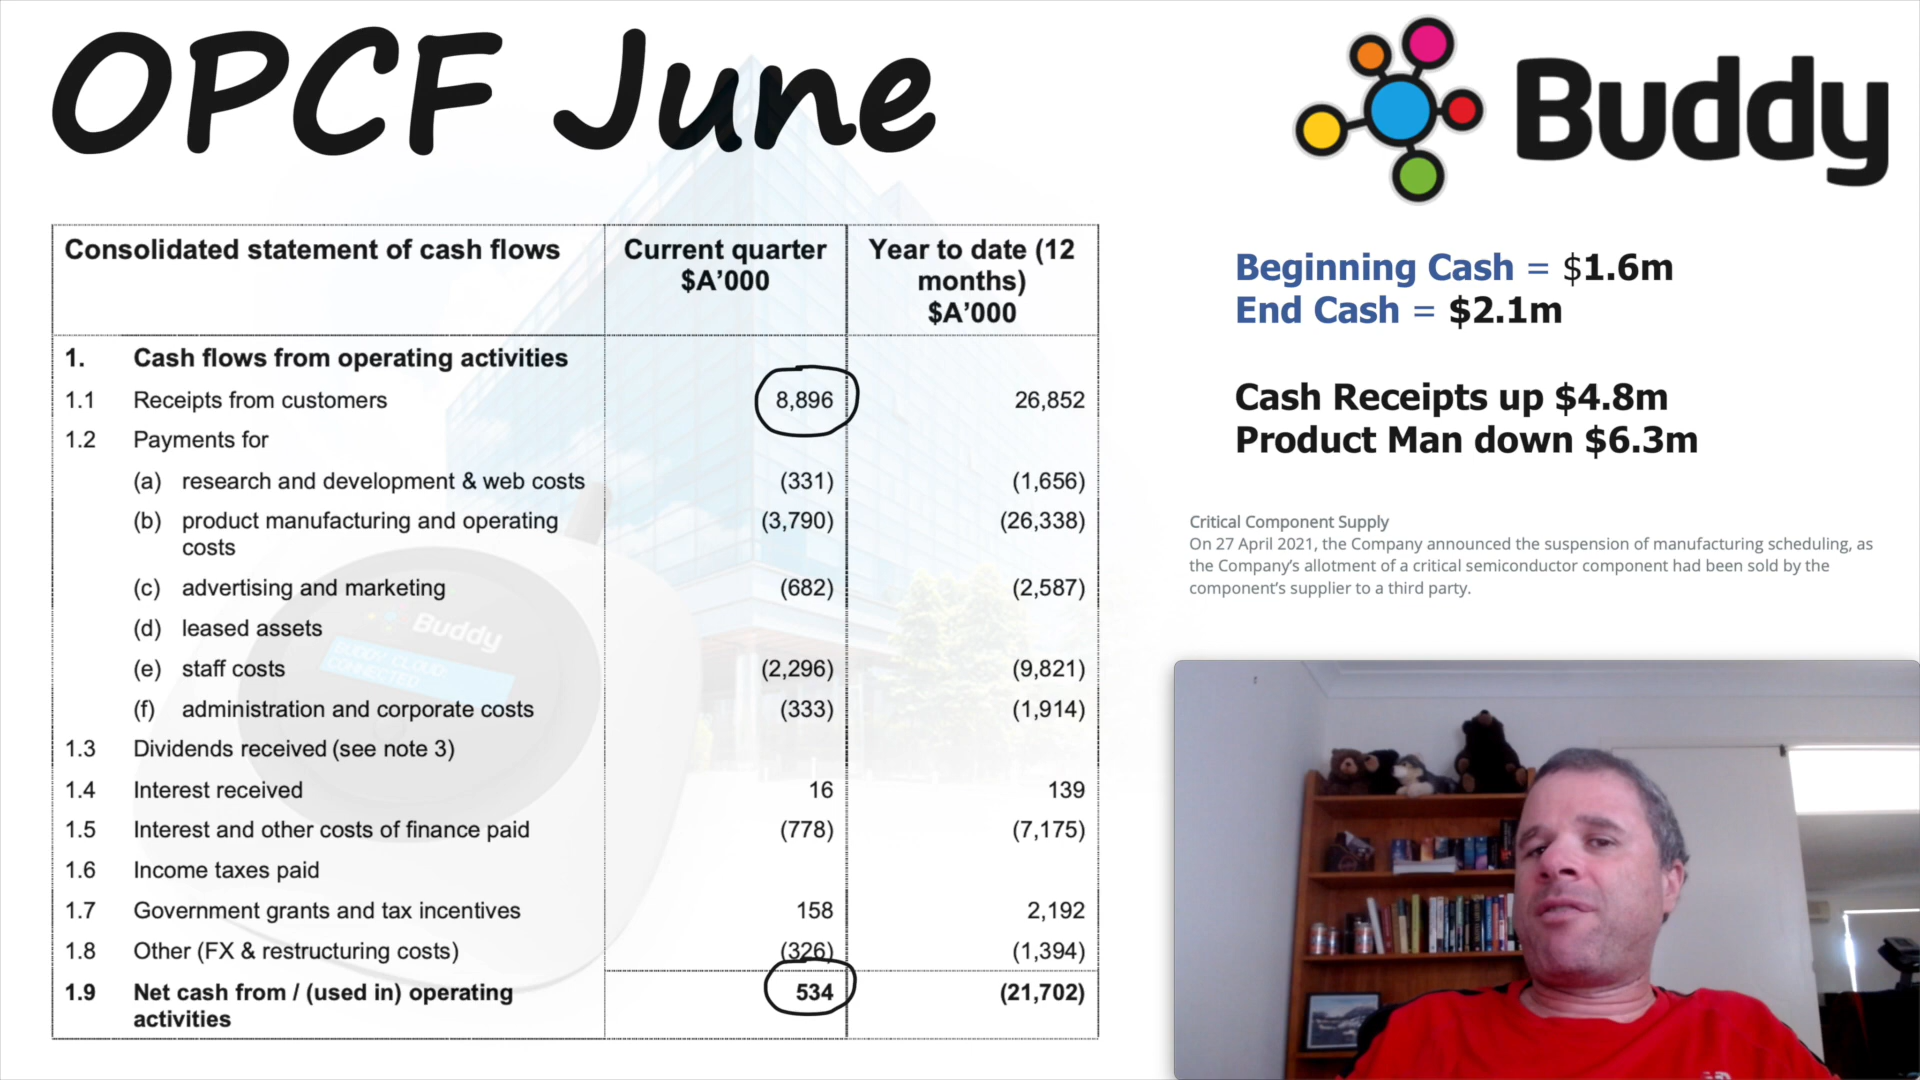 OPCF June
Buddy
Consolidated statement of cash flows
Current quarter
$A’000
Year to date (12
months)
$A’000
1. Cash flows from operating activities
1.1 Receipts from customers 8,896 26,852
1.2 Payments for
(a) research and development & web costs (331) (1,656)
(b) product manufacturing and operating (3,790) (26,338)
costs
(c) advertising and marketing (682) (2,587)
(d) leased assets
(e) staff costs (2,296) (9,821)
(f) administration and corporate costs (333) (1,914)
1.3 Dividends received (see note 3)
1.4 Interest received 16 139
1.5 Interest and other costs of finance paid (778) (7,175)
1.6 Income taxes paid
1.7 Government grants and tax incentives 158 2,192
1.8 Other (FX & restructuring costs) (326) (1,394)
1.9 Net cash from / (used in) operating 534 (21,702)
activities
Buddy
BUDDY CLOUD:
CONNECTED
Beginning Cash = $1.6m
End Cash = $2.1m
Cash Receipts up $4.8m
Product Man down $6.3m
Critical Component Supply
On 27 April 2021, the Company announced the suspension of manufacturing scheduling, as
the Company’s allotment of a critical semiconductor component had been sold by the
component’s supplier to a third party.